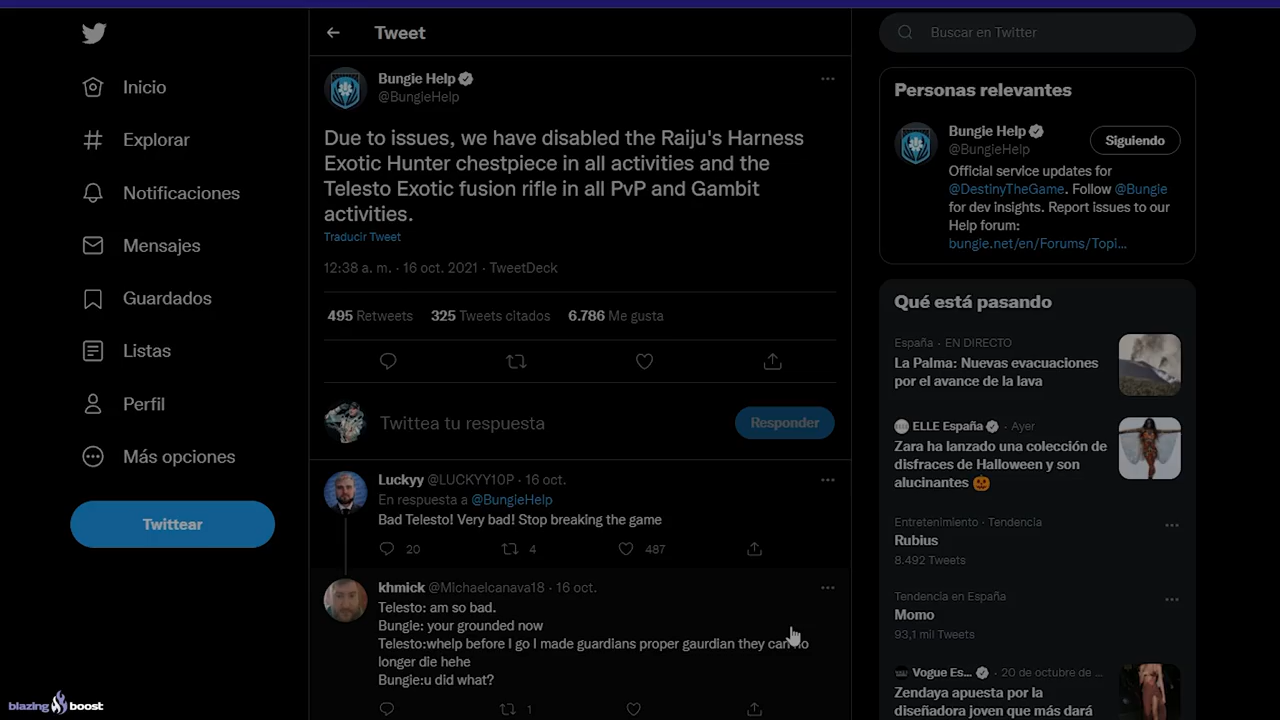 Tweet
Buscar en Twitter
Inicio
Explorar
Notificaciones
Mensajes
Guardados
Listas
Perfil
Más opciones
Twittear
Bungie Help
@BungieHelp
Due to issues, we have disabled the Raiju's Harness
Exotic Hunter chestpiece in all activities and the
Telesto Exotic fusion rifle in all PvP and Gambit
activities.
Traducir Tweet
12:38 a. m. · 16 oct. 2021 · TweetDeck
495 Retweets 325 Tweets citados 6.786 Me gusta
Twittea tu respuesta
Responder
Luckyy @LUCKYY10P · 16 oct.
En respuesta a @BungieHelp
Bad Telesto! Very bad! Stop breaking the game
20 4 487
khmick @Michaelcanava18 · 16 oct.
Telesto: am so bad.
Bungie: your grounded now
Telesto:whelp before I go I made guardians proper gaurdian they can no
longer die hehe
Bungie:u did what?
1
Personas relevantes
Bungie Help
@BungieHelp
Siguiendo
Official service updates for
@DestinyTheGame. Follow @Bungie
for dev insights. Report issues to our
Help forum:
bungie.net/en/Forums/Topi...
Qué está pasando
España · EN DIRECTO
La Palma: Nuevas evacuaciones
por el avance de la lava
ELLE España · Ayer
Zara ha lanzado una colección de
disfraces de Halloween y son
alucinantes 🎃
Entretenimiento · Tendencia
Rubius
8.492 Tweets
Tendencia en España
Momo
93,1 mil Tweets
Vogue Es... · 20 de octubre de ...
Zendaya apuesta por la
diseñadora joven que más dará
blazing boost